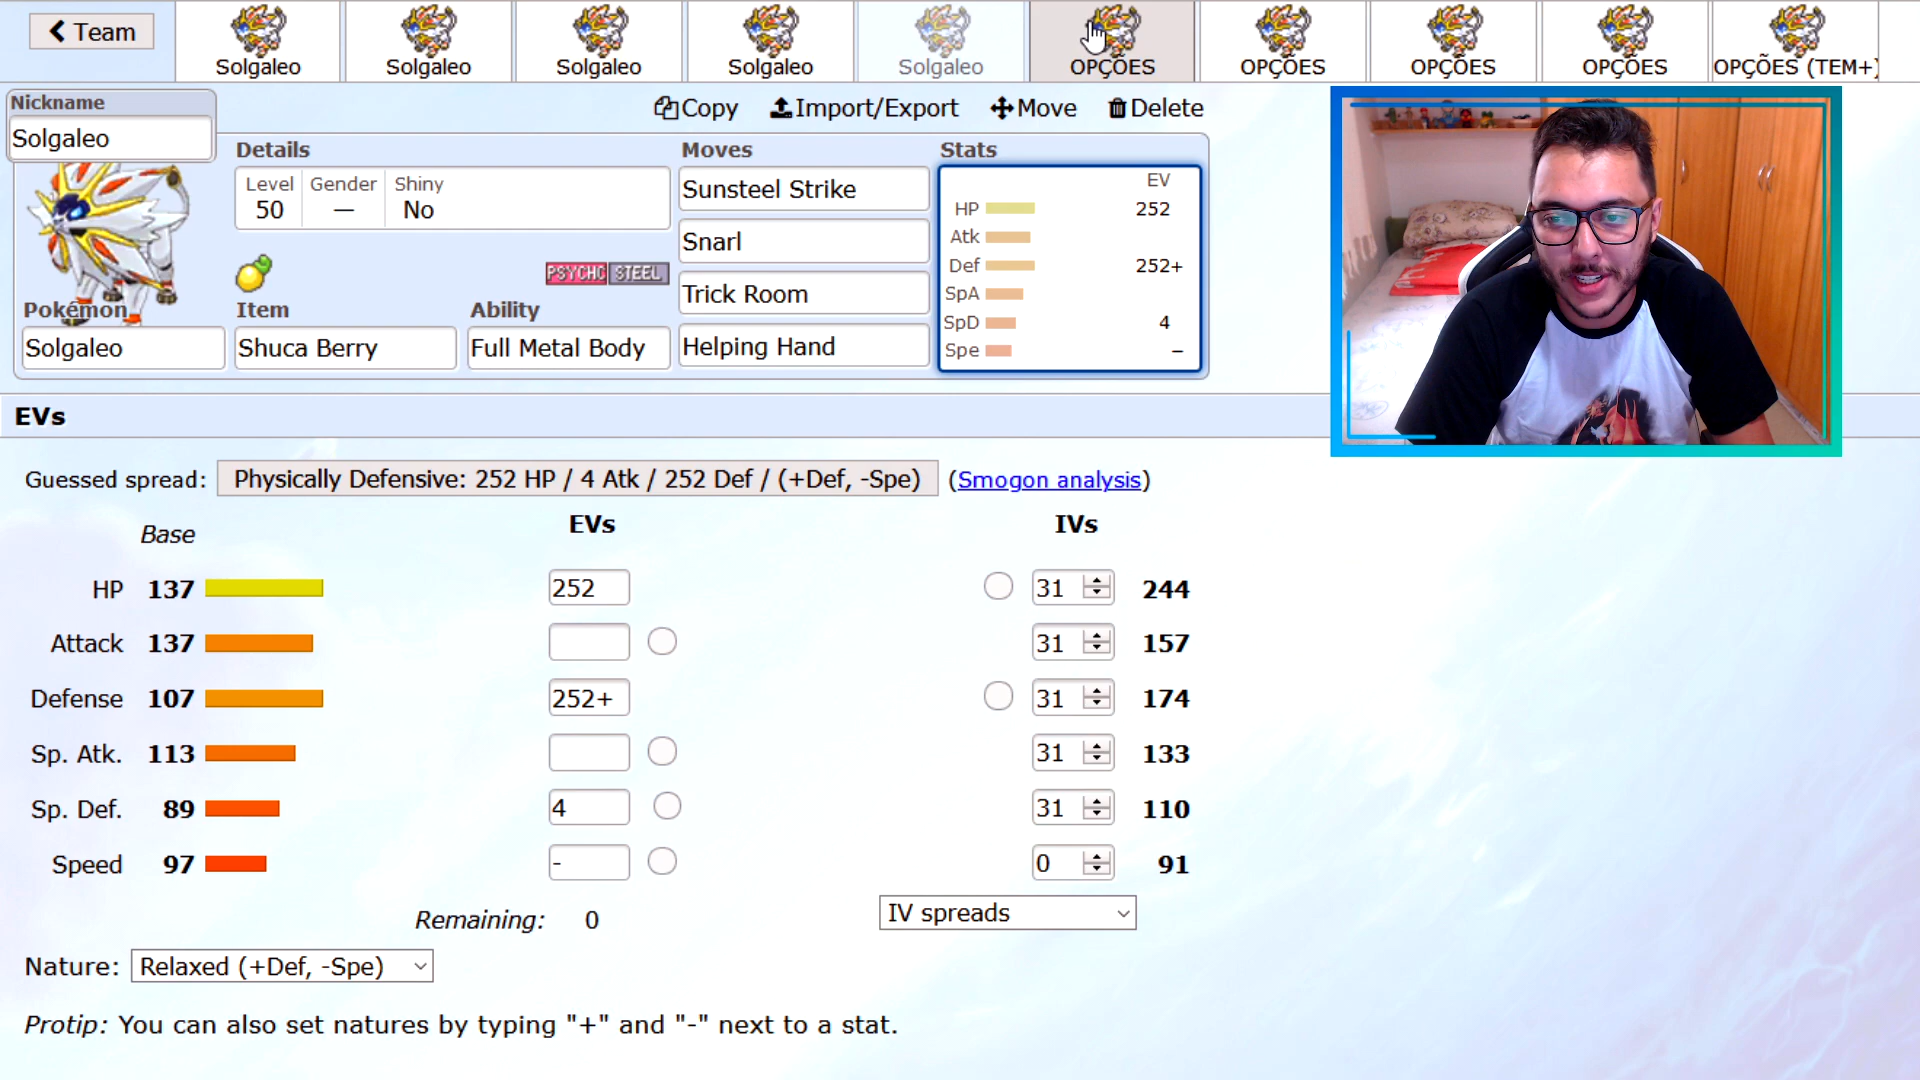 Team
Solgaleo
Solgaleo
Solgaleo
Solgaleo
Solgaleo
OPÇÕES
OPÇÕES
OPÇÕES
OPÇÕES
OPÇÕES (TEM+)
Nickname
Solgaleo
Copy
Import/Export
Move
Delete
Details
Level
50
Gender
—
Shiny
No
PSYCHC STEEL
Pokémon
Solgaleo
Item
Shuca Berry
Ability
Full Metal Body
Moves
Sunsteel Strike
Snarl
Trick Room
Helping Hand
Stats
EV
HP 252
Atk
Def 252+
SpA
SpD 4
Spe –
EVs
Guessed spread: Physically Defensive: 252 HP / 4 Atk / 252 Def / (+Def, -Spe) (Smogon analysis)
Base EVs IVs
HP 137 252 31 244
Attack 137 31 157
Defense 107 252+ 31 174
Sp. Atk. 113 31 133
Sp. Def. 89 4 31 110
Speed 97 - 0 91
Remaining: 0
IV spreads
Nature: Relaxed (+Def, -Spe)
Protip: You can also set natures by typing "+" and "-" next to a stat.